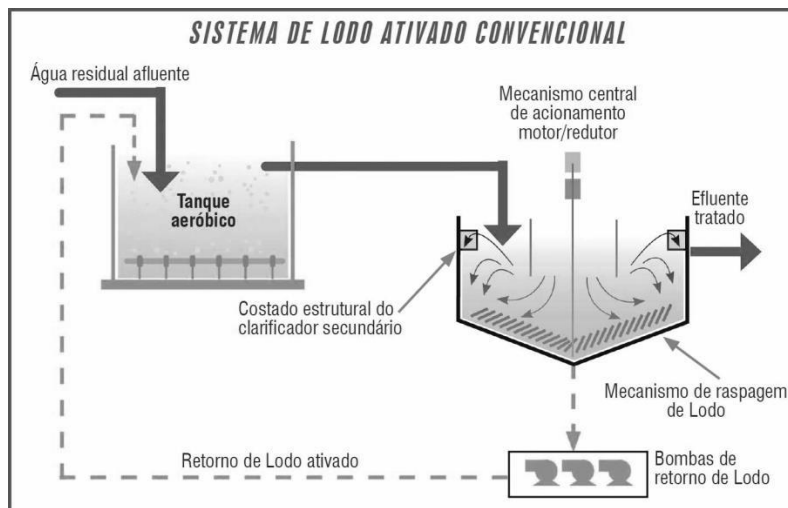 SISTEMA DE LODO ATIVADO CONVENCIONAL
Água residual afluente
Mecanismo central
de acionamento
motor/redutor
Tanque
aeróbico
Efluente
tratado
Costado estrutural do
clarificador secundário
Mecanismo de raspagem
de Lodo
Retorno de Lodo ativado
Bombas de
retorno de Lodo